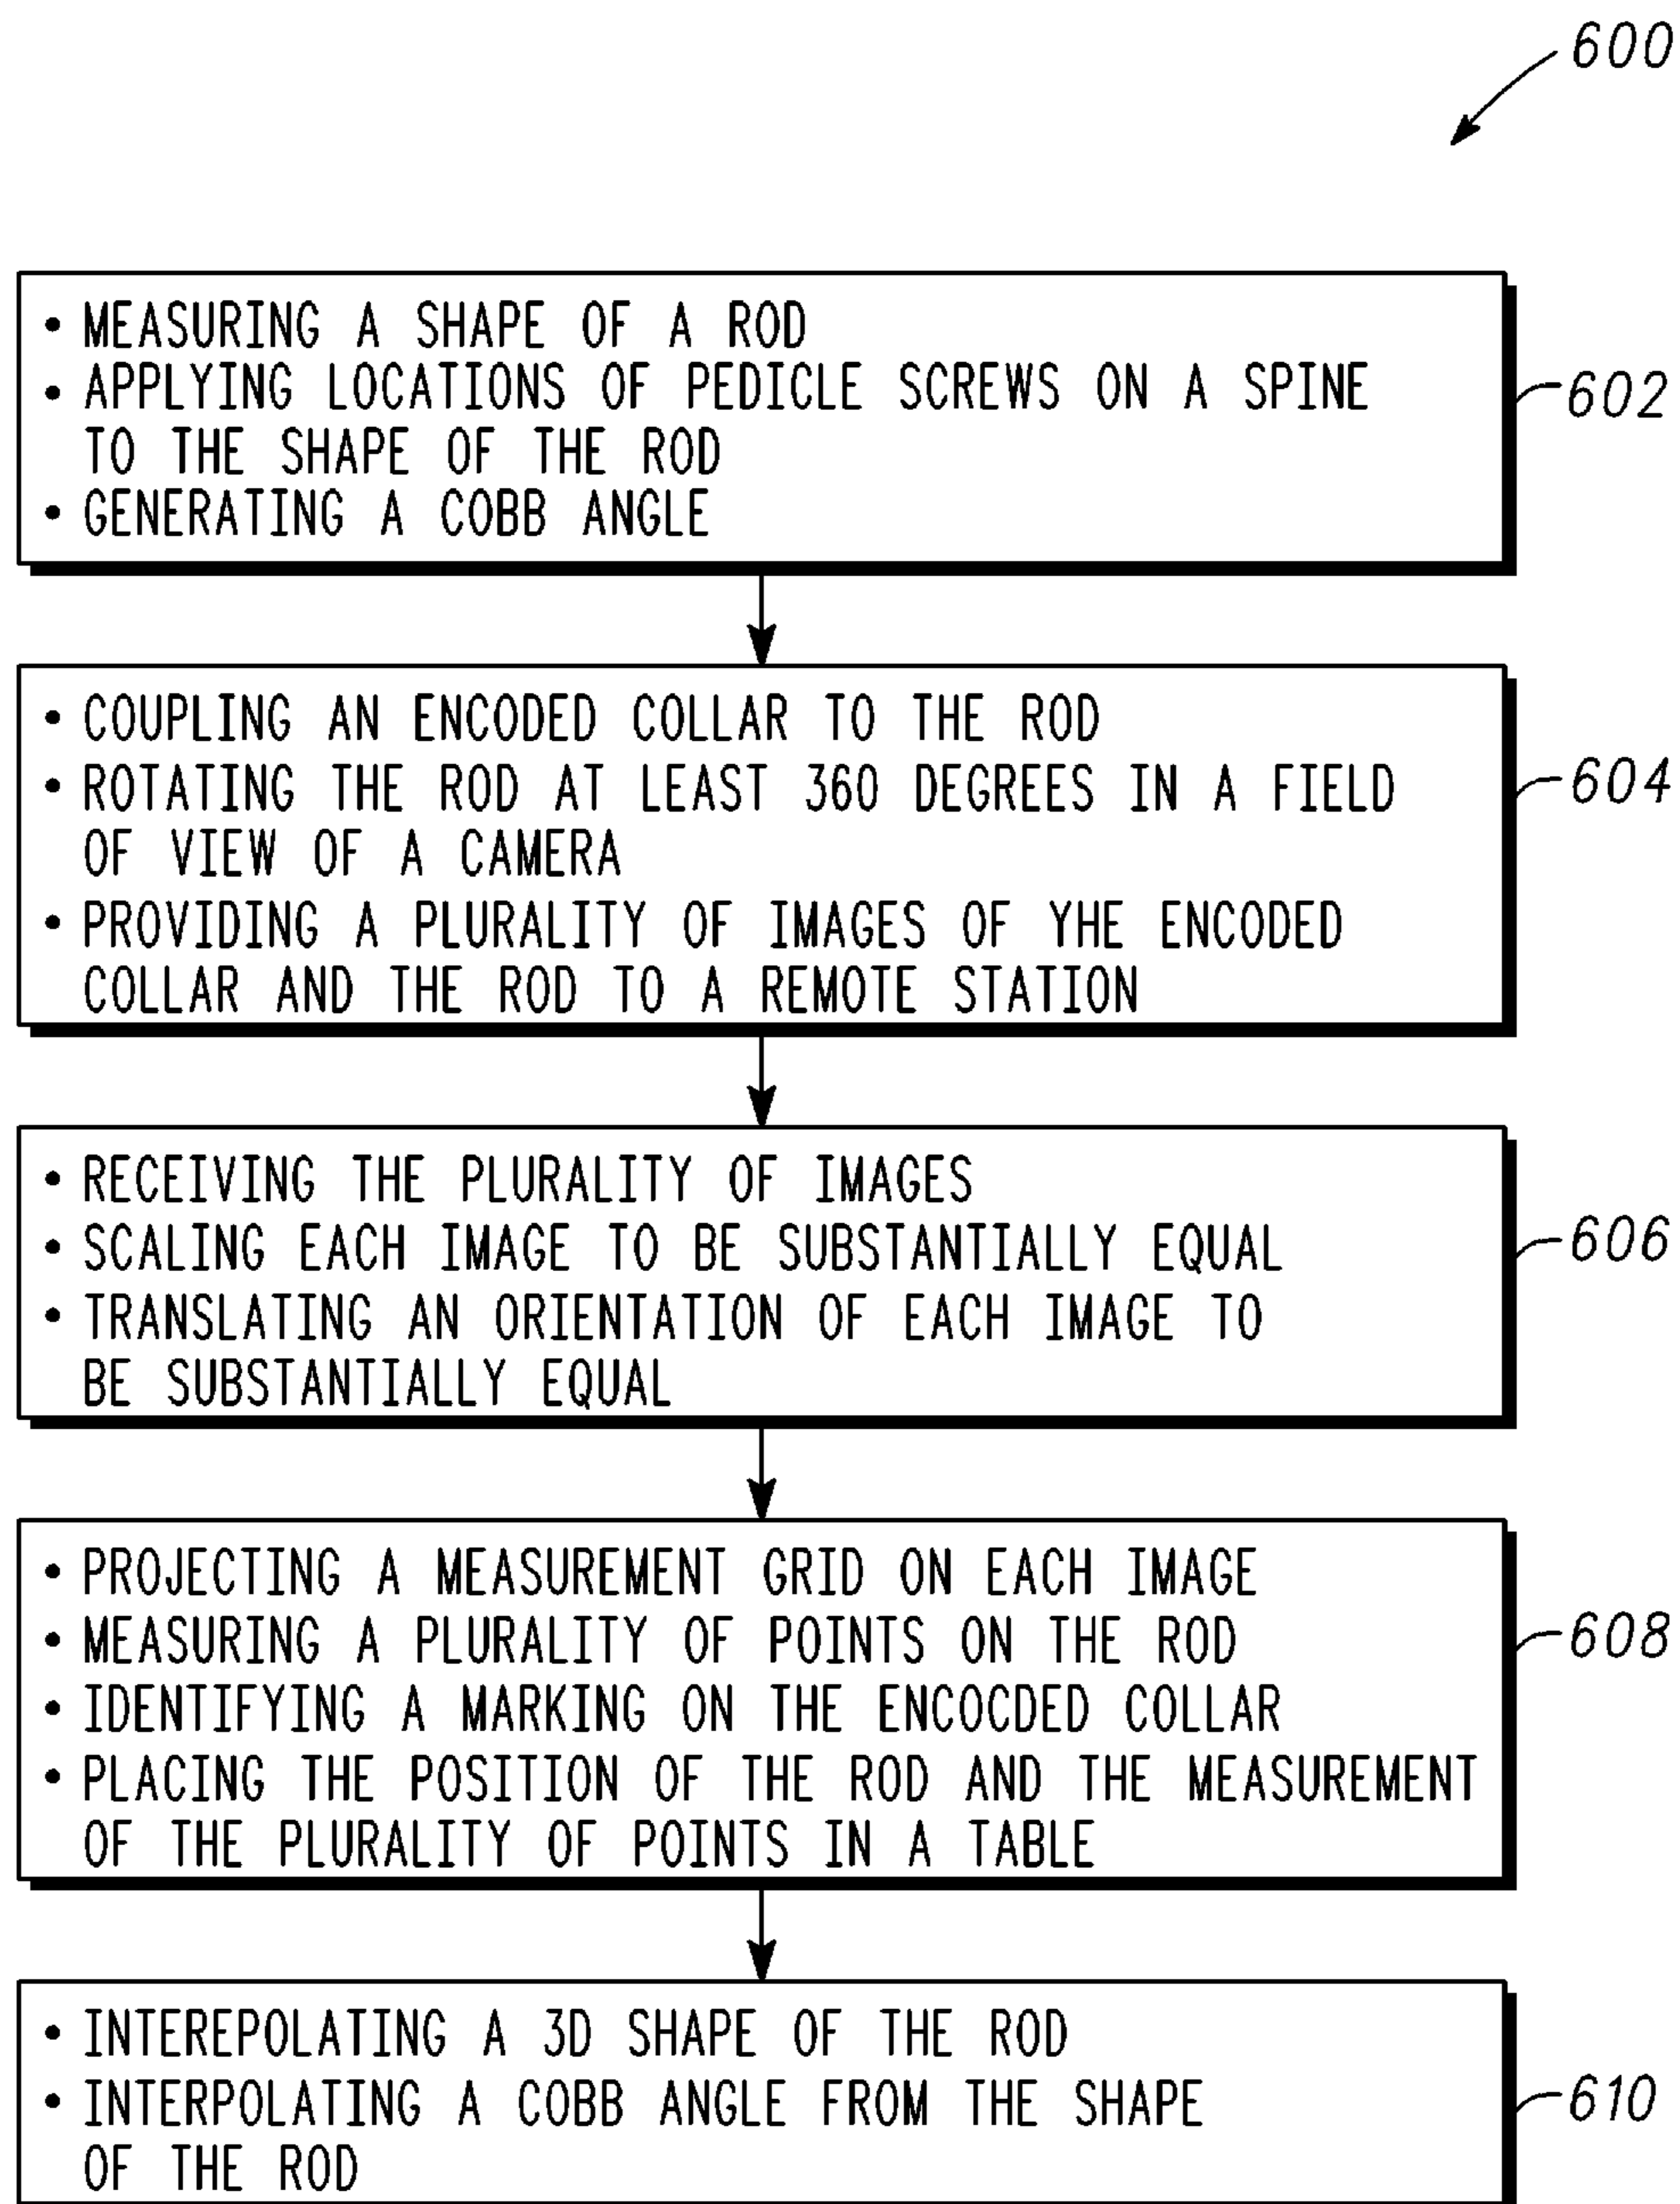 600
• MEASURING A SHAPE OF A ROD
• APPLYING LOCATIONS OF PEDICLE SCREWS ON A SPINE
TO THE SHAPE OF THE ROD
• GENERATING A COBB ANGLE
602
• COUPLING AN ENCODED COLLAR TO THE ROD
• ROTATING THE ROD AT LEAST 360 DEGREES IN A FIELD
OF VIEW OF A CAMERA
• PROVIDING A PLURALITY OF IMAGES OF YHE ENCODED
COLLAR AND THE ROD TO A REMOTE STATION
604
• RECEIVING THE PLURALITY OF IMAGES
• SCALING EACH IMAGE TO BE SUBSTANTIALLY EQUAL
• TRANSLATING AN ORIENTATION OF EACH IMAGE TO
BE SUBSTANTIALLY EQUAL
606
• PROJECTING A MEASUREMENT GRID ON EACH IMAGE
• MEASURING A PLURALITY OF POINTS ON THE ROD
• IDENTIFYING A MARKING ON THE ENCOCDED COLLAR
• PLACING THE POSITION OF THE ROD AND THE MEASUREMENT
OF THE PLURALITY OF POINTS IN A TABLE
608
• INTEREPOLATING A 3D SHAPE OF THE ROD
• INTERPOLATING A COBB ANGLE FROM THE SHAPE
OF THE ROD
610